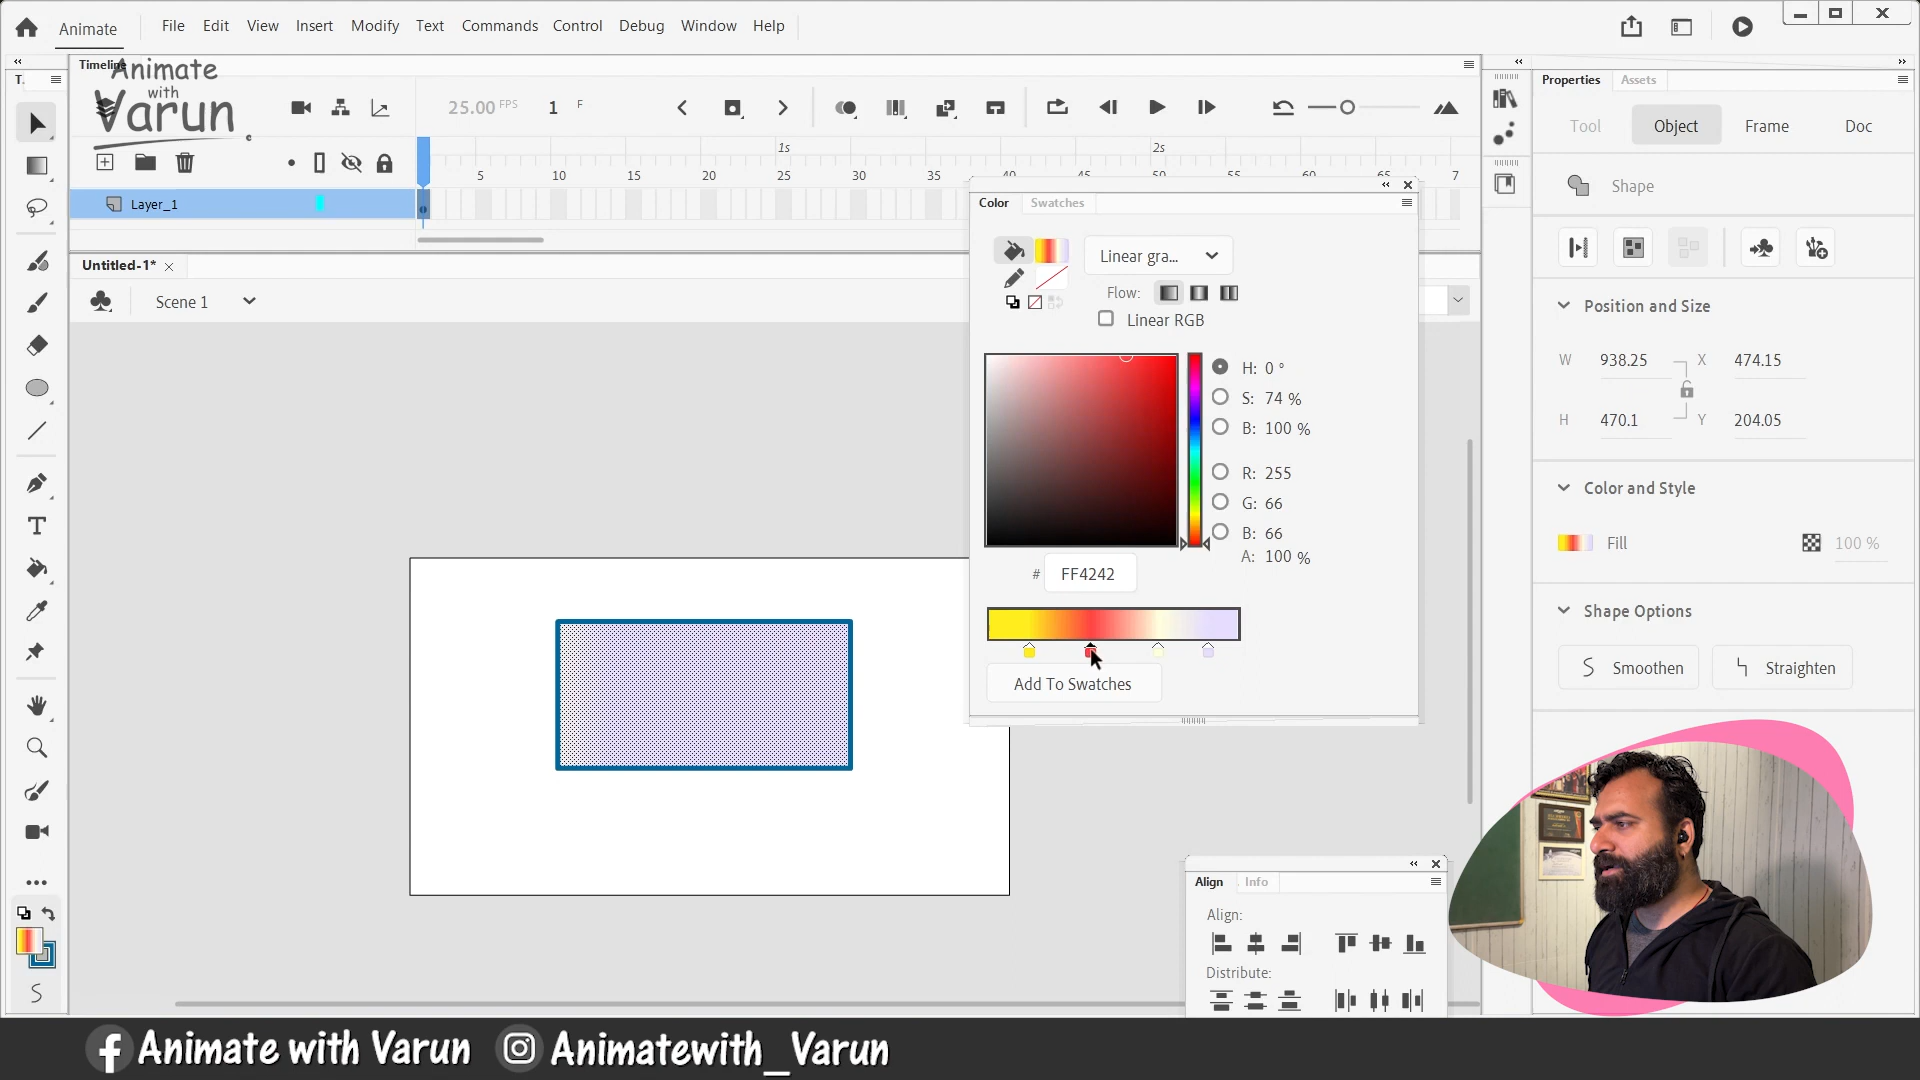 Animate
File Edit View Insert Modify Text Commands Control Debug Window Help
T.
Timeline
Animate
with
Varun
25.00 FPS 1 F
1s 2s
5 10 15 20 25 30 35 40 45 50 55 60 65 7
Layer_1
Untitled-1*
Scene 1
Color Swatches
Linear gra...
Flow:
Linear RGB
H: 0 °
S: 74 %
B: 100 %
R: 255
G: 66
B: 66
A: 100 %
# FF4242
Add To Swatches
Align Info
Align:
Distribute:
Properties Assets
Tool Object Frame Doc
Shape
Position and Size
W 938.25 X 474.15
H 470.1 Y 204.05
Color and Style
Fill 100 %
Shape Options
Smoothen Straighten
Animate with Varun Animatewith_Varun